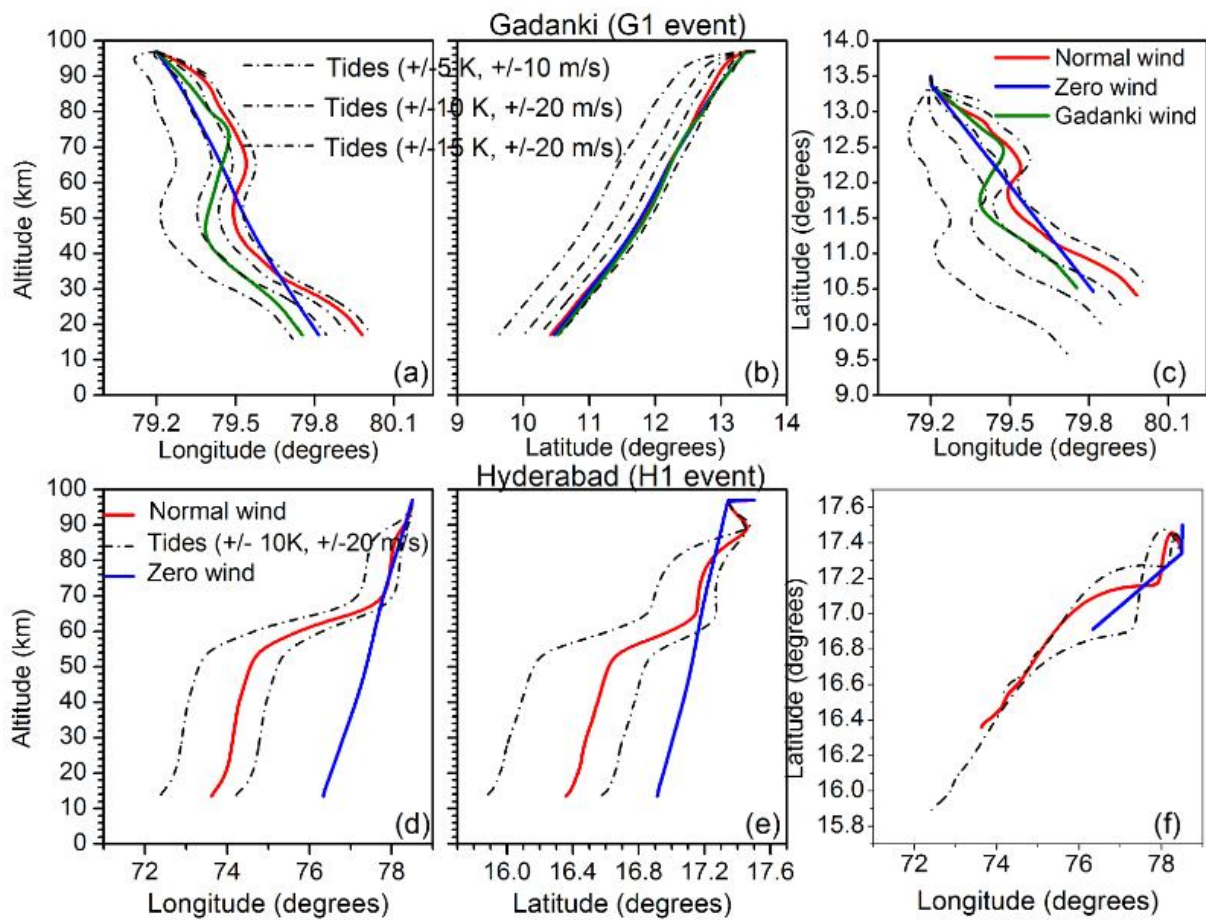 Gadanki (G1 event)
100
90
80
70
60
50
40
30
20
10
0
Altitude (km)
79.2 79.5 79.8 80.1
Longitude (degrees)
(a)
Tides (+/-5 K, +/-10 m/s)
Tides (+/-10 K, +/-20 m/s)
Tides (+/-15 K, +/-20 m/s)
9 10 11 12 13 14
Latitude (degrees)
(b)
14.0
13.5
13.0
12.5
12.0
11.5
11.0
10.5
10.0
9.5
9.0
Latitude (degrees)
Normal wind
Zero wind
Gadanki wind
79.2 79.5 79.8 80.1
Longitude (degrees)
(c)
Hyderabad (H1 event)
100
90
80
70
60
50
40
30
20
10
0
Altitude (km)
Normal wind
Tides (+/- 10K, +/-20 m/s)
Zero wind
72 74 76 78
Longitude (degrees)
(d)
16.0 16.4 16.8 17.2 17.6
Latitude (degrees)
(e)
17.6
17.4
17.2
17.0
16.8
16.6
16.4
16.2
16.0
15.8
Latitude (degrees)
72 74 76 78
Longitude (degrees)
(f)